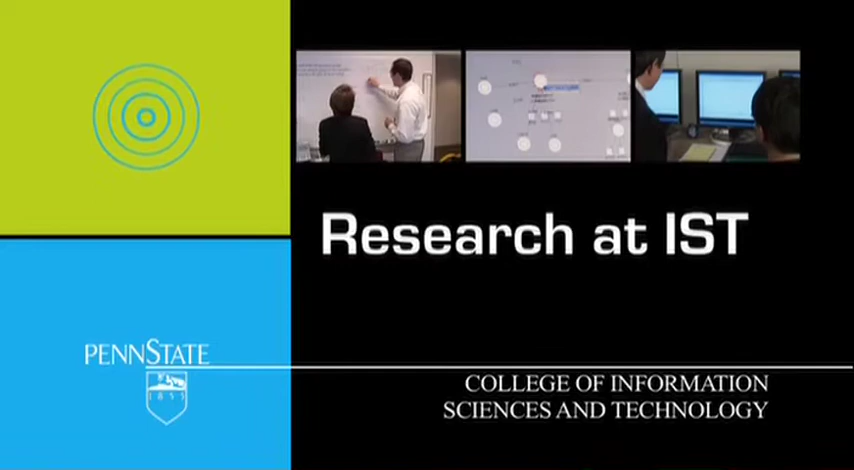 Research at IST
PENNSTATE
1855
COLLEGE OF INFORMATION
SCIENCES AND TECHNOLOGY